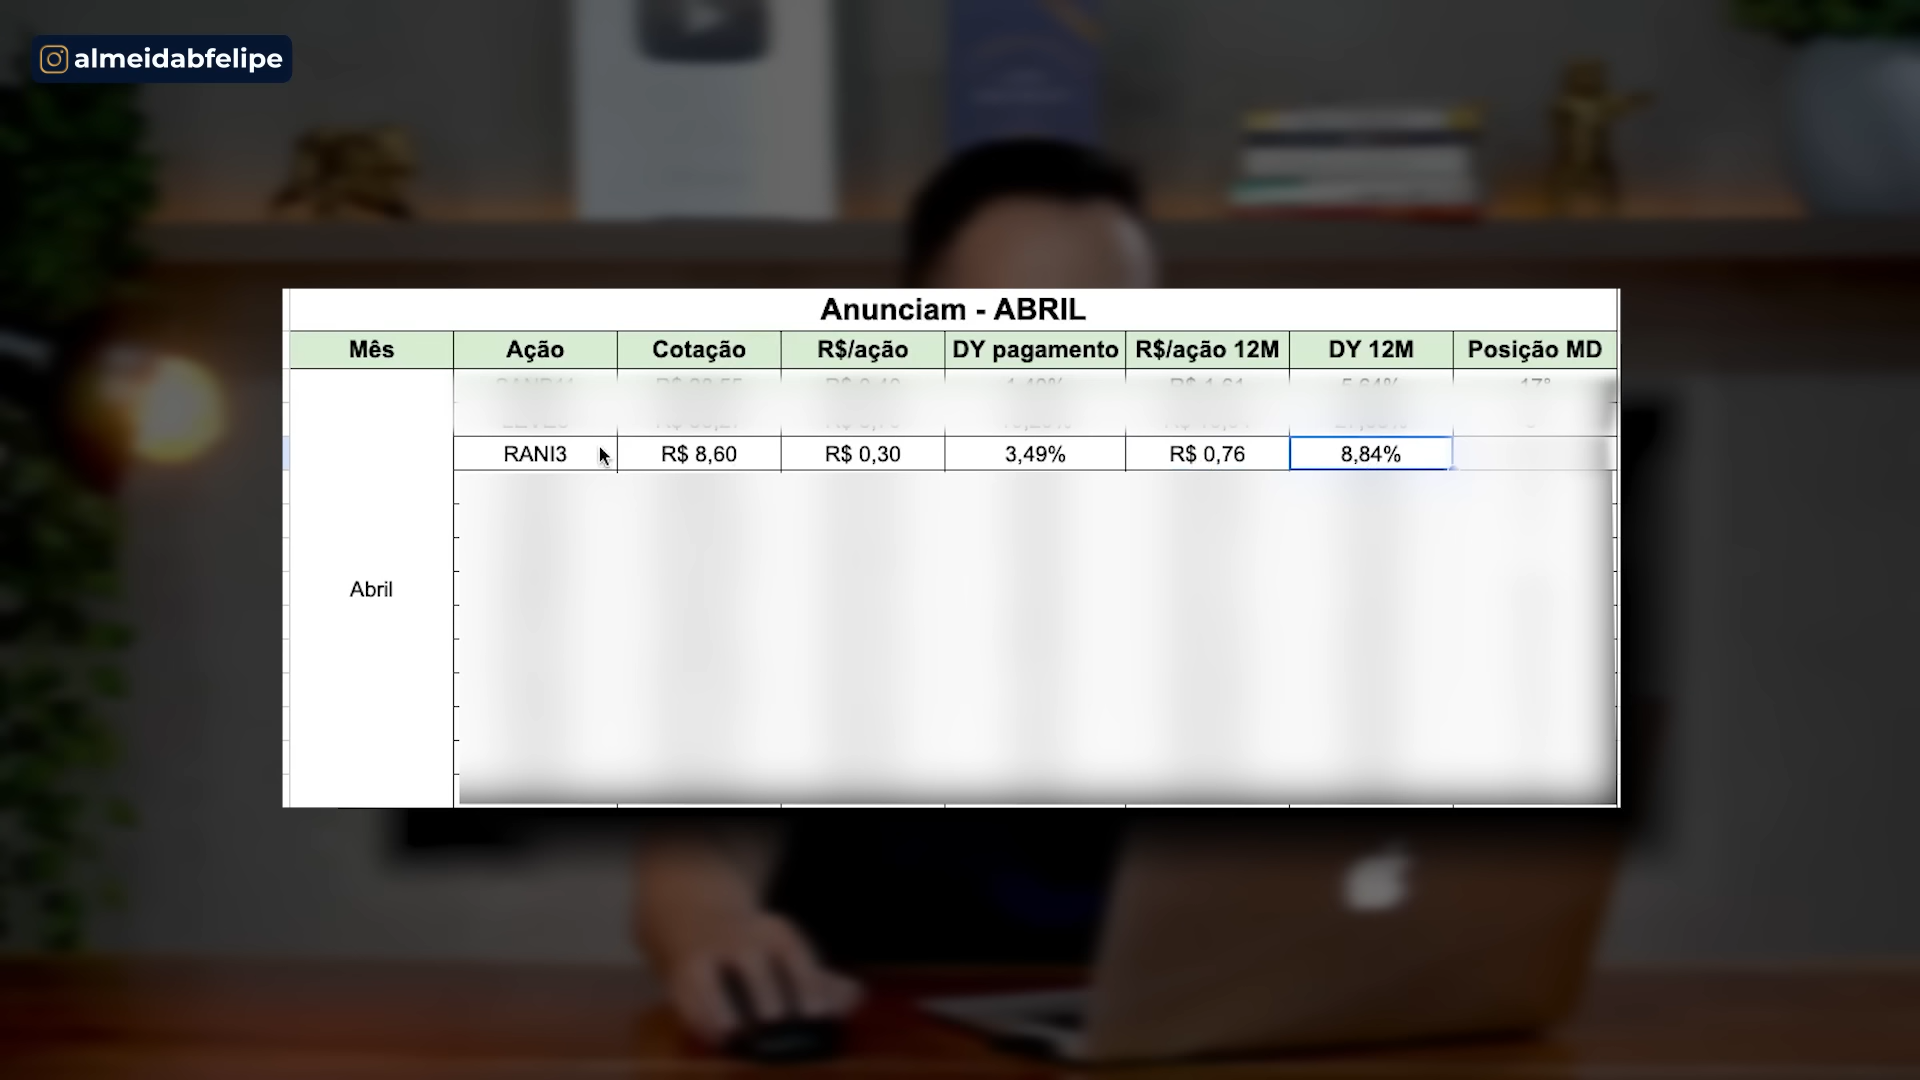 almeidabfelipe
Anunciam - ABRIL
Mês Ação Cotação R$/ação DY pagamento R$/ação 12M DY 12M Posição MD
RANI3 R$ 8,60 R$ 0,30 3,49% R$ 0,76 8,84%
Abril